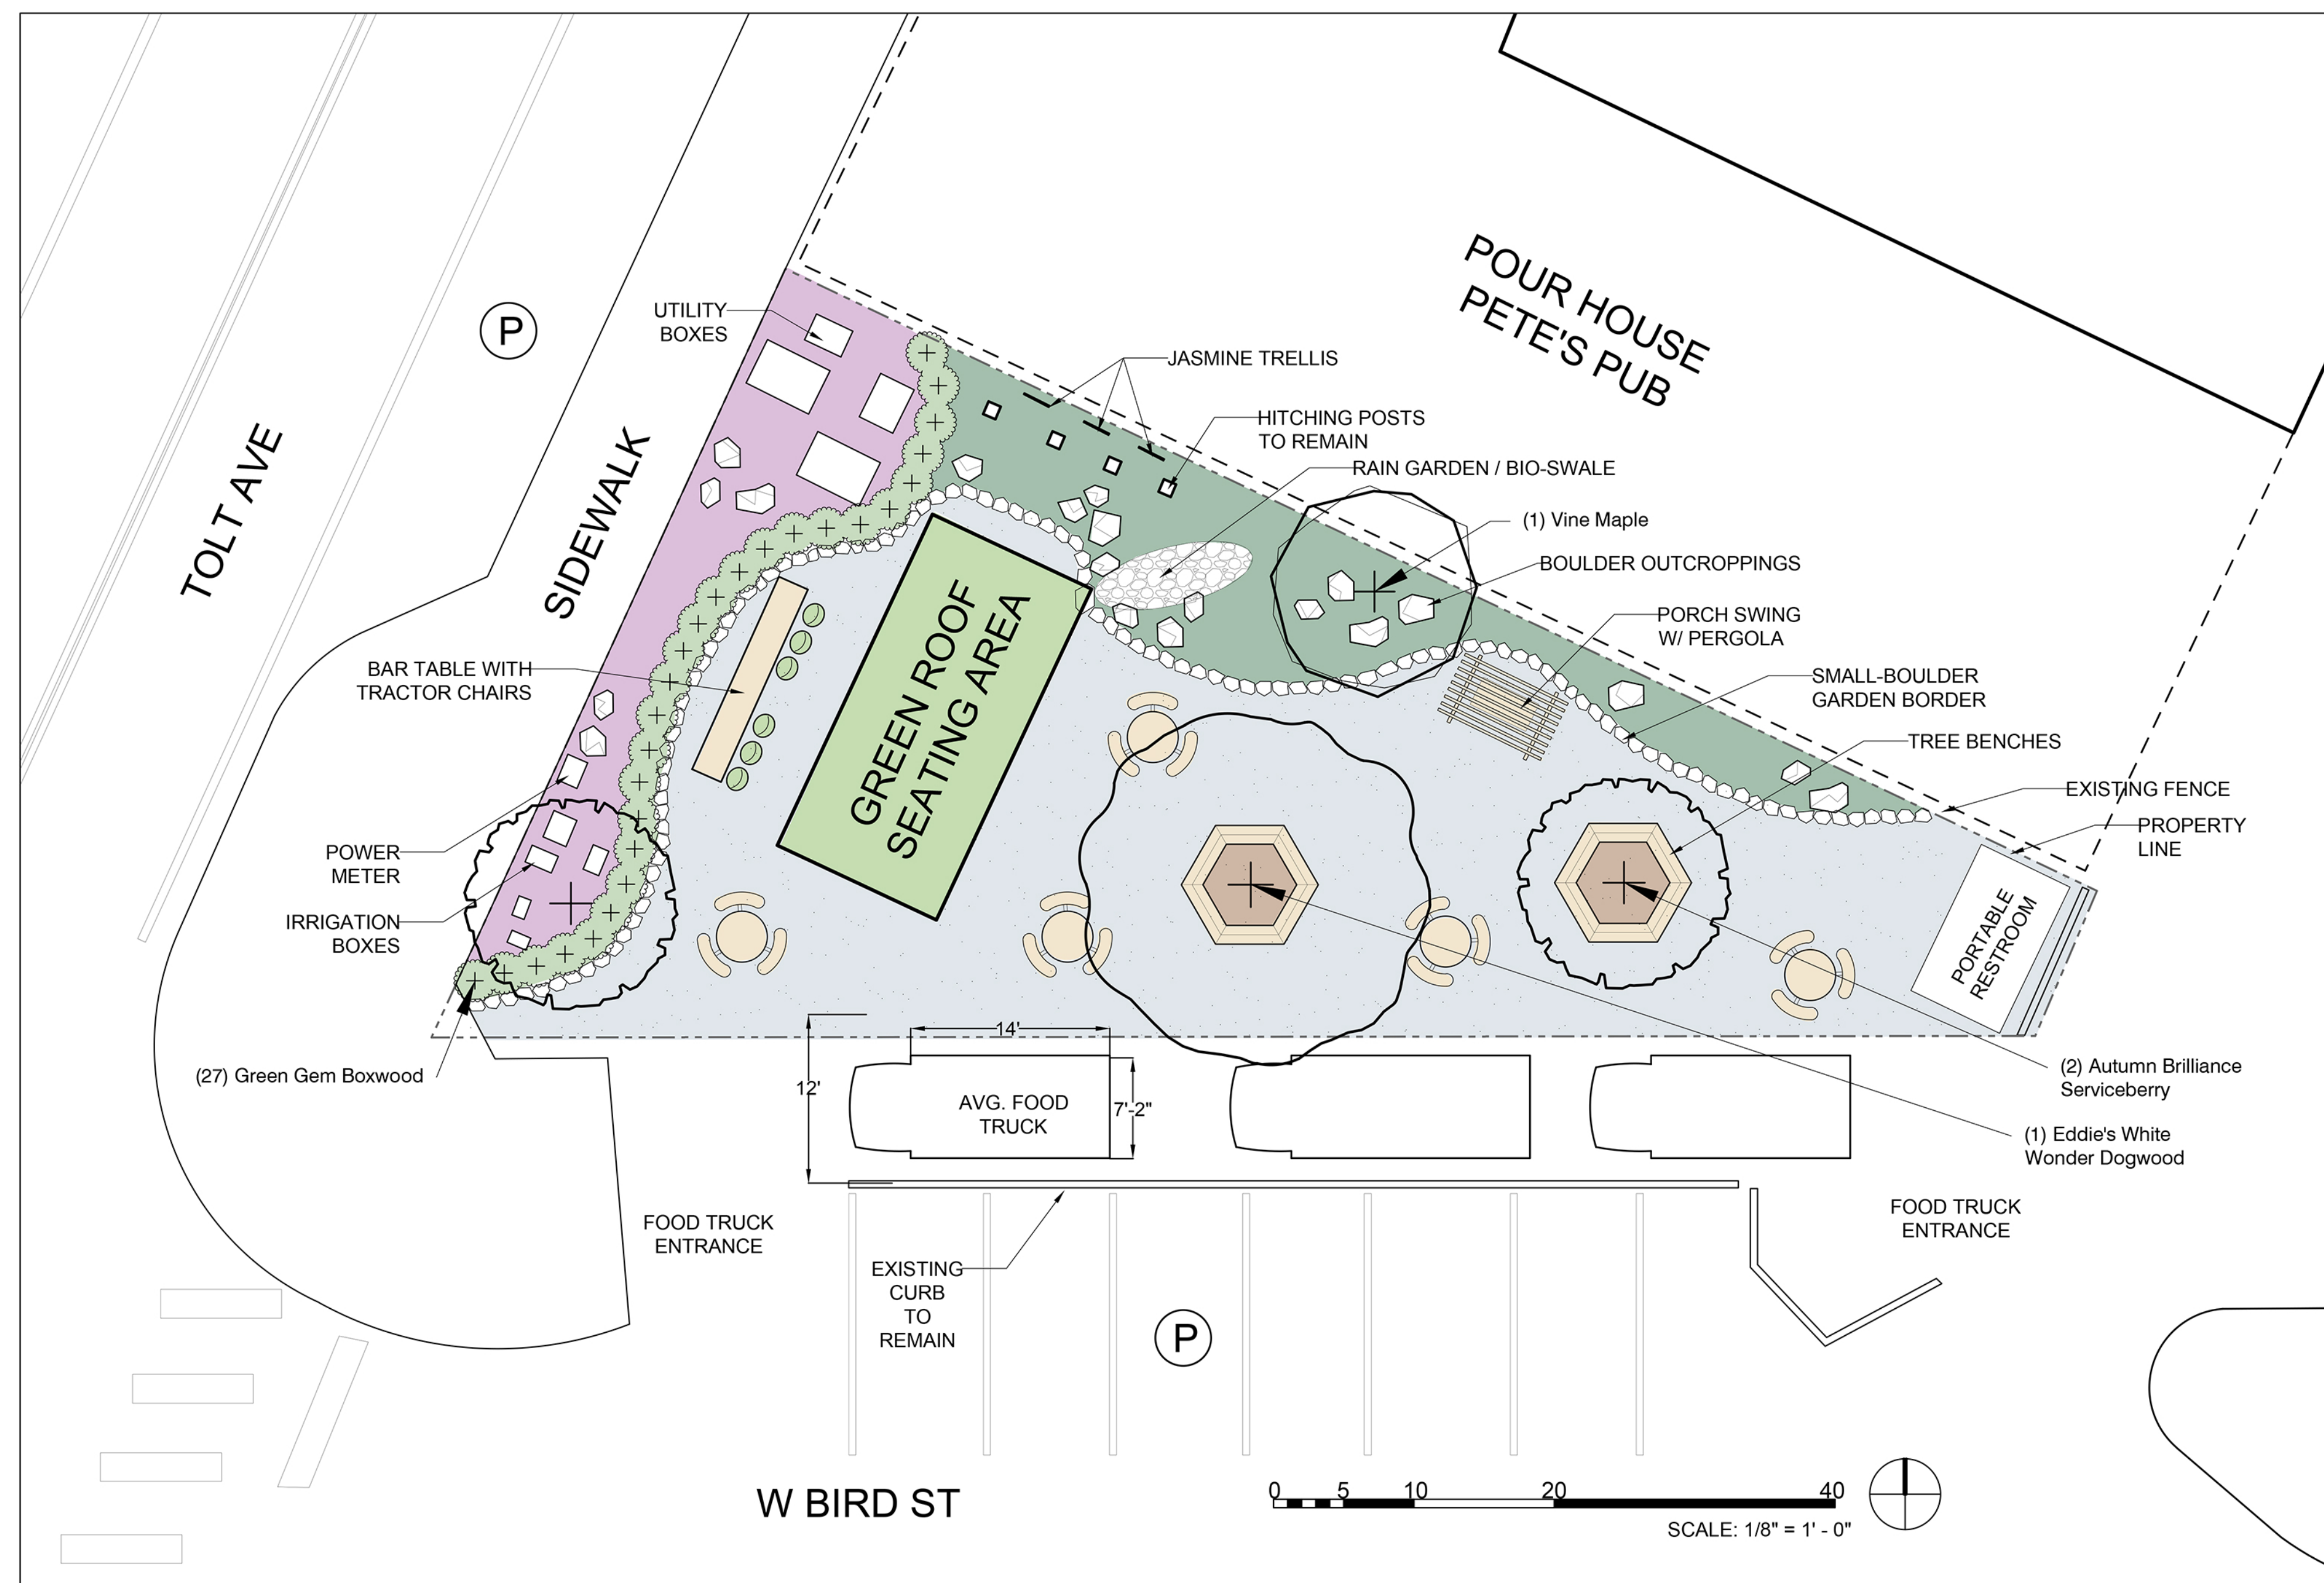 POUR HOUSE
PETE'S PUB
UTILITY
BOXES
P
JASMINE TRELLIS
HITCHING POSTS
TO REMAIN
RAIN GARDEN / BIO-SWALE
TOLT AVE
SIDEWALK
(1) Vine Maple
BOULDER OUTCROPPINGS
PORCH SWING
W/ PERGOLA
BAR TABLE WITH
TRACTOR CHAIRS
GREEN ROOF
SEATING AREA
SMALL-BOULDER
GARDEN BORDER
TREE BENCHES
EXISTING FENCE
PROPERTY
LINE
POWER
METER
IRRIGATION
BOXES
PORTABLE
RESTROOM
14'
(27) Green Gem Boxwood
12'
AVG. FOOD
TRUCK
7'-2"
(2) Autumn Brilliance
Serviceberry
(1) Eddie's White
Wonder Dogwood
FOOD TRUCK
ENTRANCE
FOOD TRUCK
ENTRANCE
EXISTING
CURB
TO
REMAIN
P
W BIRD ST
0 5 10 20 40
SCALE: 1/8" = 1' - 0"